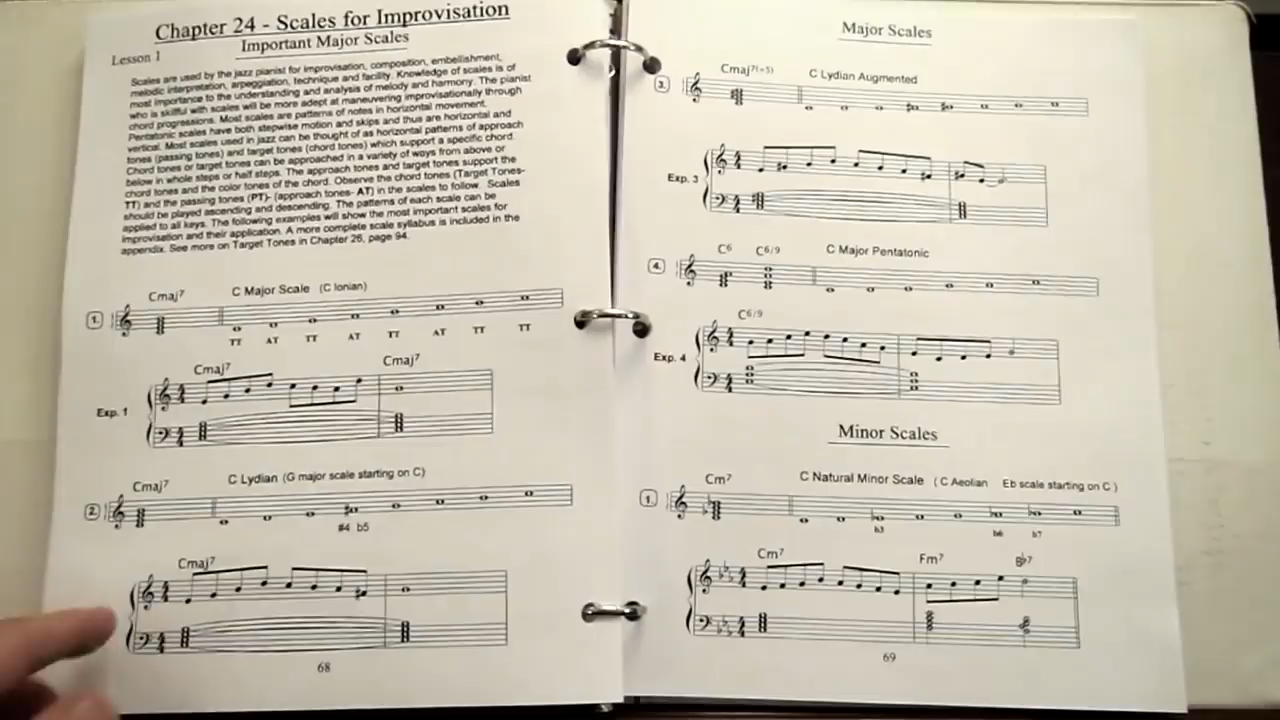 Chapter 24 - Scales for Improvisation
Important Major Scales
Lesson 1
Scales are used by the jazz pianist for improvisation, composition, embellishment,
melodic interpretation, arpeggiation, technique and facility. Knowledge of scales is of
most importance to the understanding and analysis of melody and harmony. The pianist
who is skillful with scales will be more adept at maneuvering improvisationally through
chord progressions. Most scales are patterns of notes in horizontal movement.
Pentatonic scales have both stepwise motion and skips and thus are horizontal and
vertical. Most scales used in jazz can be thought of as horizontal patterns of approach
tones (passing tones) and target tones (chord tones) which support a specific chord.
Chord tones or target tones can be approached in a variety of ways from above or
below in whole steps or half steps. The approach tones and target tones support the
chord tones and the color tones of the chord. Observe the chord tones (Target Tones-
TT) and the passing tones (PT)- (approach tones- AT) in the scales to follow. Scales
should be played ascending and descending. The patterns of each scale can be
applied to all keys. The following examples will show the most important scales for
improvisation and their application. A more complete scale syllabus is included in the
appendix. See more on Target Tones in Chapter 26, page 94.
Cmaj7 C Major Scale (C Ionian)
1.
TT AT TT AT TT AT TT TT
Cmaj7 Cmaj7
Exp. 1
Cmaj7 C Lydian (G major scale starting on C)
2.
#4 b5
Cmaj7
68
Major Scales
3. Cmaj7(+5) C Lydian Augmented
Exp. 3
C6 C6/9 C Major Pentatonic
4.
C6/9
Exp. 4
Minor Scales
Cm7 C Natural Minor Scale (C Aeolian Eb scale starting on C)
1.
b3 b6 b7
Cm7 Fm7 Bb7
69